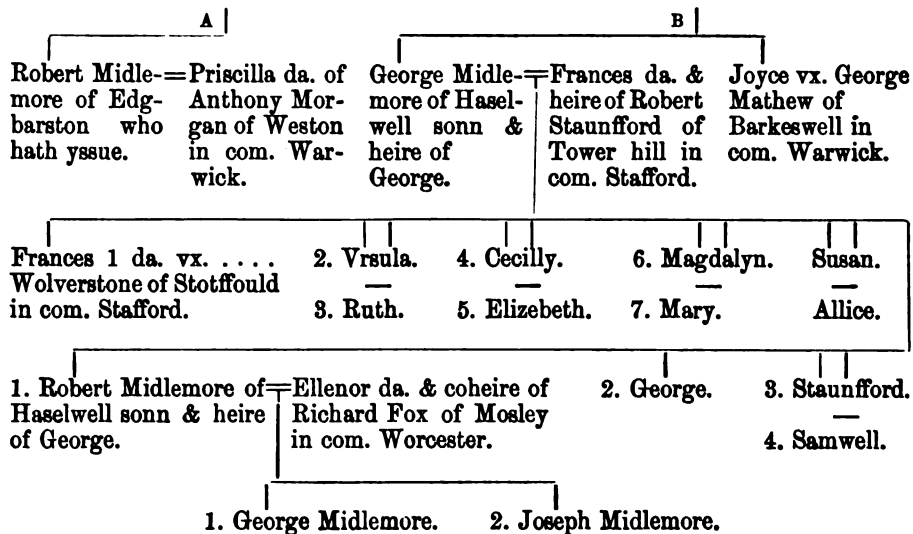 A
B
Robert Midle-
more of Edg-
barston who
hath yssue.
Priscilla da. of
Anthony Mor-
gan of Weston
in com. War-
wick.
George Midle-
more of Hasel-
well sonn &
heire of
George.
Frances da. &
heire of Robert
Staunfford of
Tower hill in
com. Stafford.
Joyce vx. George
Mathew of
Barkeswell in
com. Warwick.
Frances 1 da. vx. . . . .
Wolverstone of Stotffould
in com. Stafford.
2. Vrsula.
3. Ruth.
4. Cecilly.
5. Elizebeth.
6. Magdalyn.
7. Mary.
Susan.
Allice.
1. Robert Midlemore of
Haselwell sonn & heire
of George.
Ellenor da. & coheire of
Richard Fox of Mosley
in com. Worcester.
2. George.
3. Staunfford.
4. Samwell.
1. George Midlemore.
2. Joseph Midlemore.